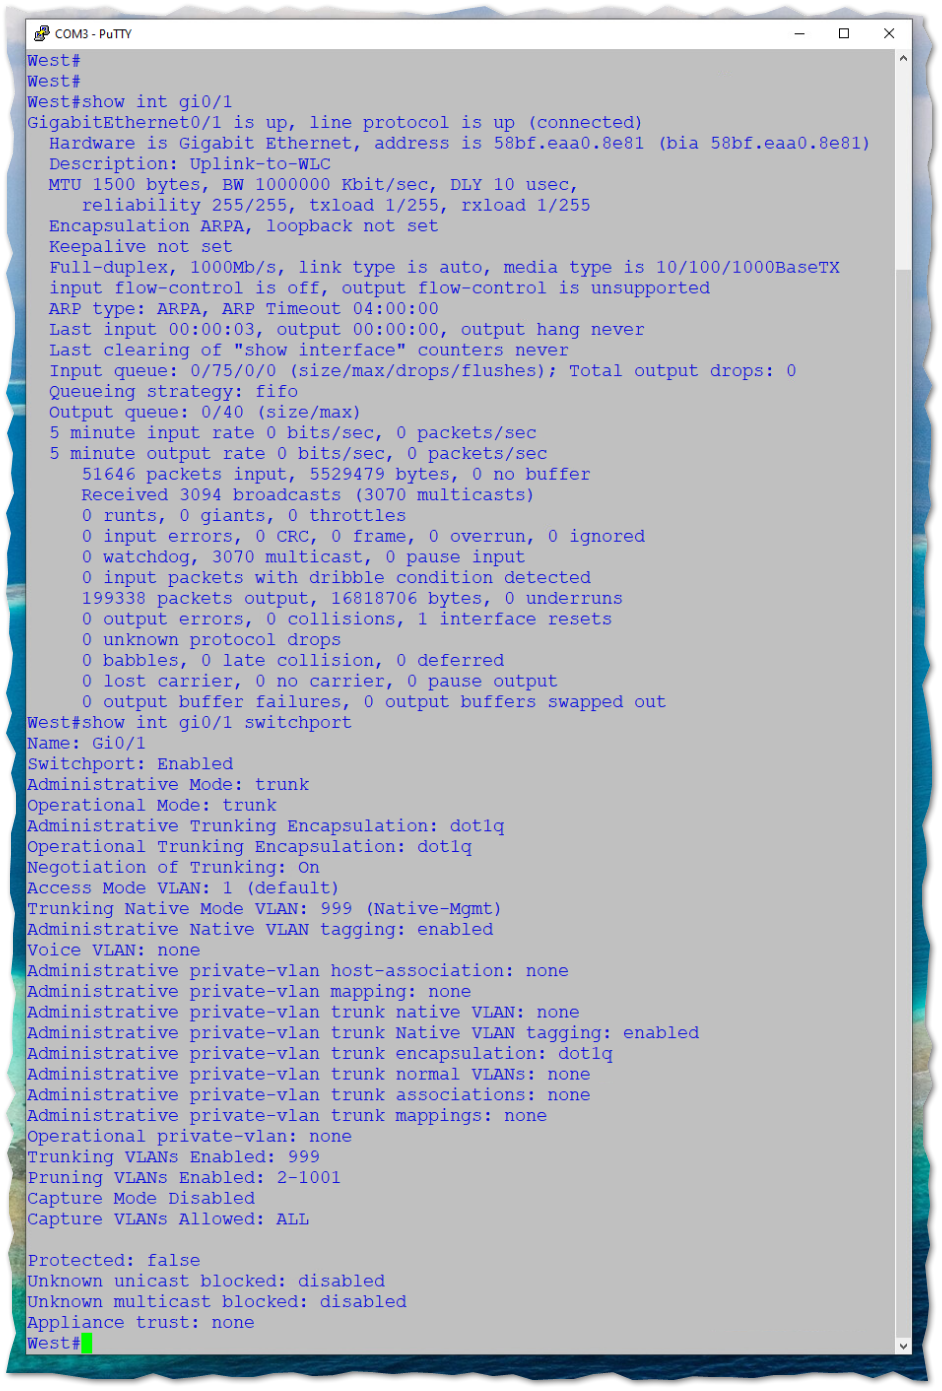 COM3 - PuTTY
West#
West#
West#show int gi0/1
GigabitEthernet0/1 is up, line protocol is up (connected)
Hardware is Gigabit Ethernet, address is 58bf.eaa0.8e81 (bia 58bf.eaa0.8e81)
Description: Uplink-to-WLC
MTU 1500 bytes, BW 1000000 Kbit/sec, DLY 10 usec,
reliability 255/255, txload 1/255, rxload 1/255
Encapsulation ARPA, loopback not set
Keepalive not set
Full-duplex, 1000Mb/s, link type is auto, media type is 10/100/1000BaseTX
input flow-control is off, output flow-control is unsupported
ARP type: ARPA, ARP Timeout 04:00:00
Last input 00:00:03, output 00:00:00, output hang never
Last clearing of "show interface" counters never
Input queue: 0/75/0/0 (size/max/drops/flushes); Total output drops: 0
Queueing strategy: fifo
Output queue: 0/40 (size/max)
5 minute input rate 0 bits/sec, 0 packets/sec
5 minute output rate 0 bits/sec, 0 packets/sec
51646 packets input, 5529479 bytes, 0 no buffer
Received 3094 broadcasts (3070 multicasts)
0 runts, 0 giants, 0 throttles
0 input errors, 0 CRC, 0 frame, 0 overrun, 0 ignored
0 watchdog, 3070 multicast, 0 pause input
0 input packets with dribble condition detected
199338 packets output, 16818706 bytes, 0 underruns
0 output errors, 0 collisions, 1 interface resets
0 unknown protocol drops
0 babbles, 0 late collision, 0 deferred
0 lost carrier, 0 no carrier, 0 pause output
0 output buffer failures, 0 output buffers swapped out
West#show int gi0/1 switchport
Name: Gi0/1
Switchport: Enabled
Administrative Mode: trunk
Operational Mode: trunk
Administrative Trunking Encapsulation: dot1q
Operational Trunking Encapsulation: dot1q
Negotiation of Trunking: On
Access Mode VLAN: 1 (default)
Trunking Native Mode VLAN: 999 (Native-Mgmt)
Administrative Native VLAN tagging: enabled
Voice VLAN: none
Administrative private-vlan host-association: none
Administrative private-vlan mapping: none
Administrative private-vlan trunk native VLAN: none
Administrative private-vlan trunk Native VLAN tagging: enabled
Administrative private-vlan trunk encapsulation: dot1q
Administrative private-vlan trunk normal VLANs: none
Administrative private-vlan trunk associations: none
Administrative private-vlan trunk mappings: none
Operational private-vlan: none
Trunking VLANs Enabled: 999
Pruning VLANs Enabled: 2-1001
Capture Mode Disabled
Capture VLANs Allowed: ALL
Protected: false
Unknown unicast blocked: disabled
Unknown multicast blocked: disabled
Appliance trust: none
West#